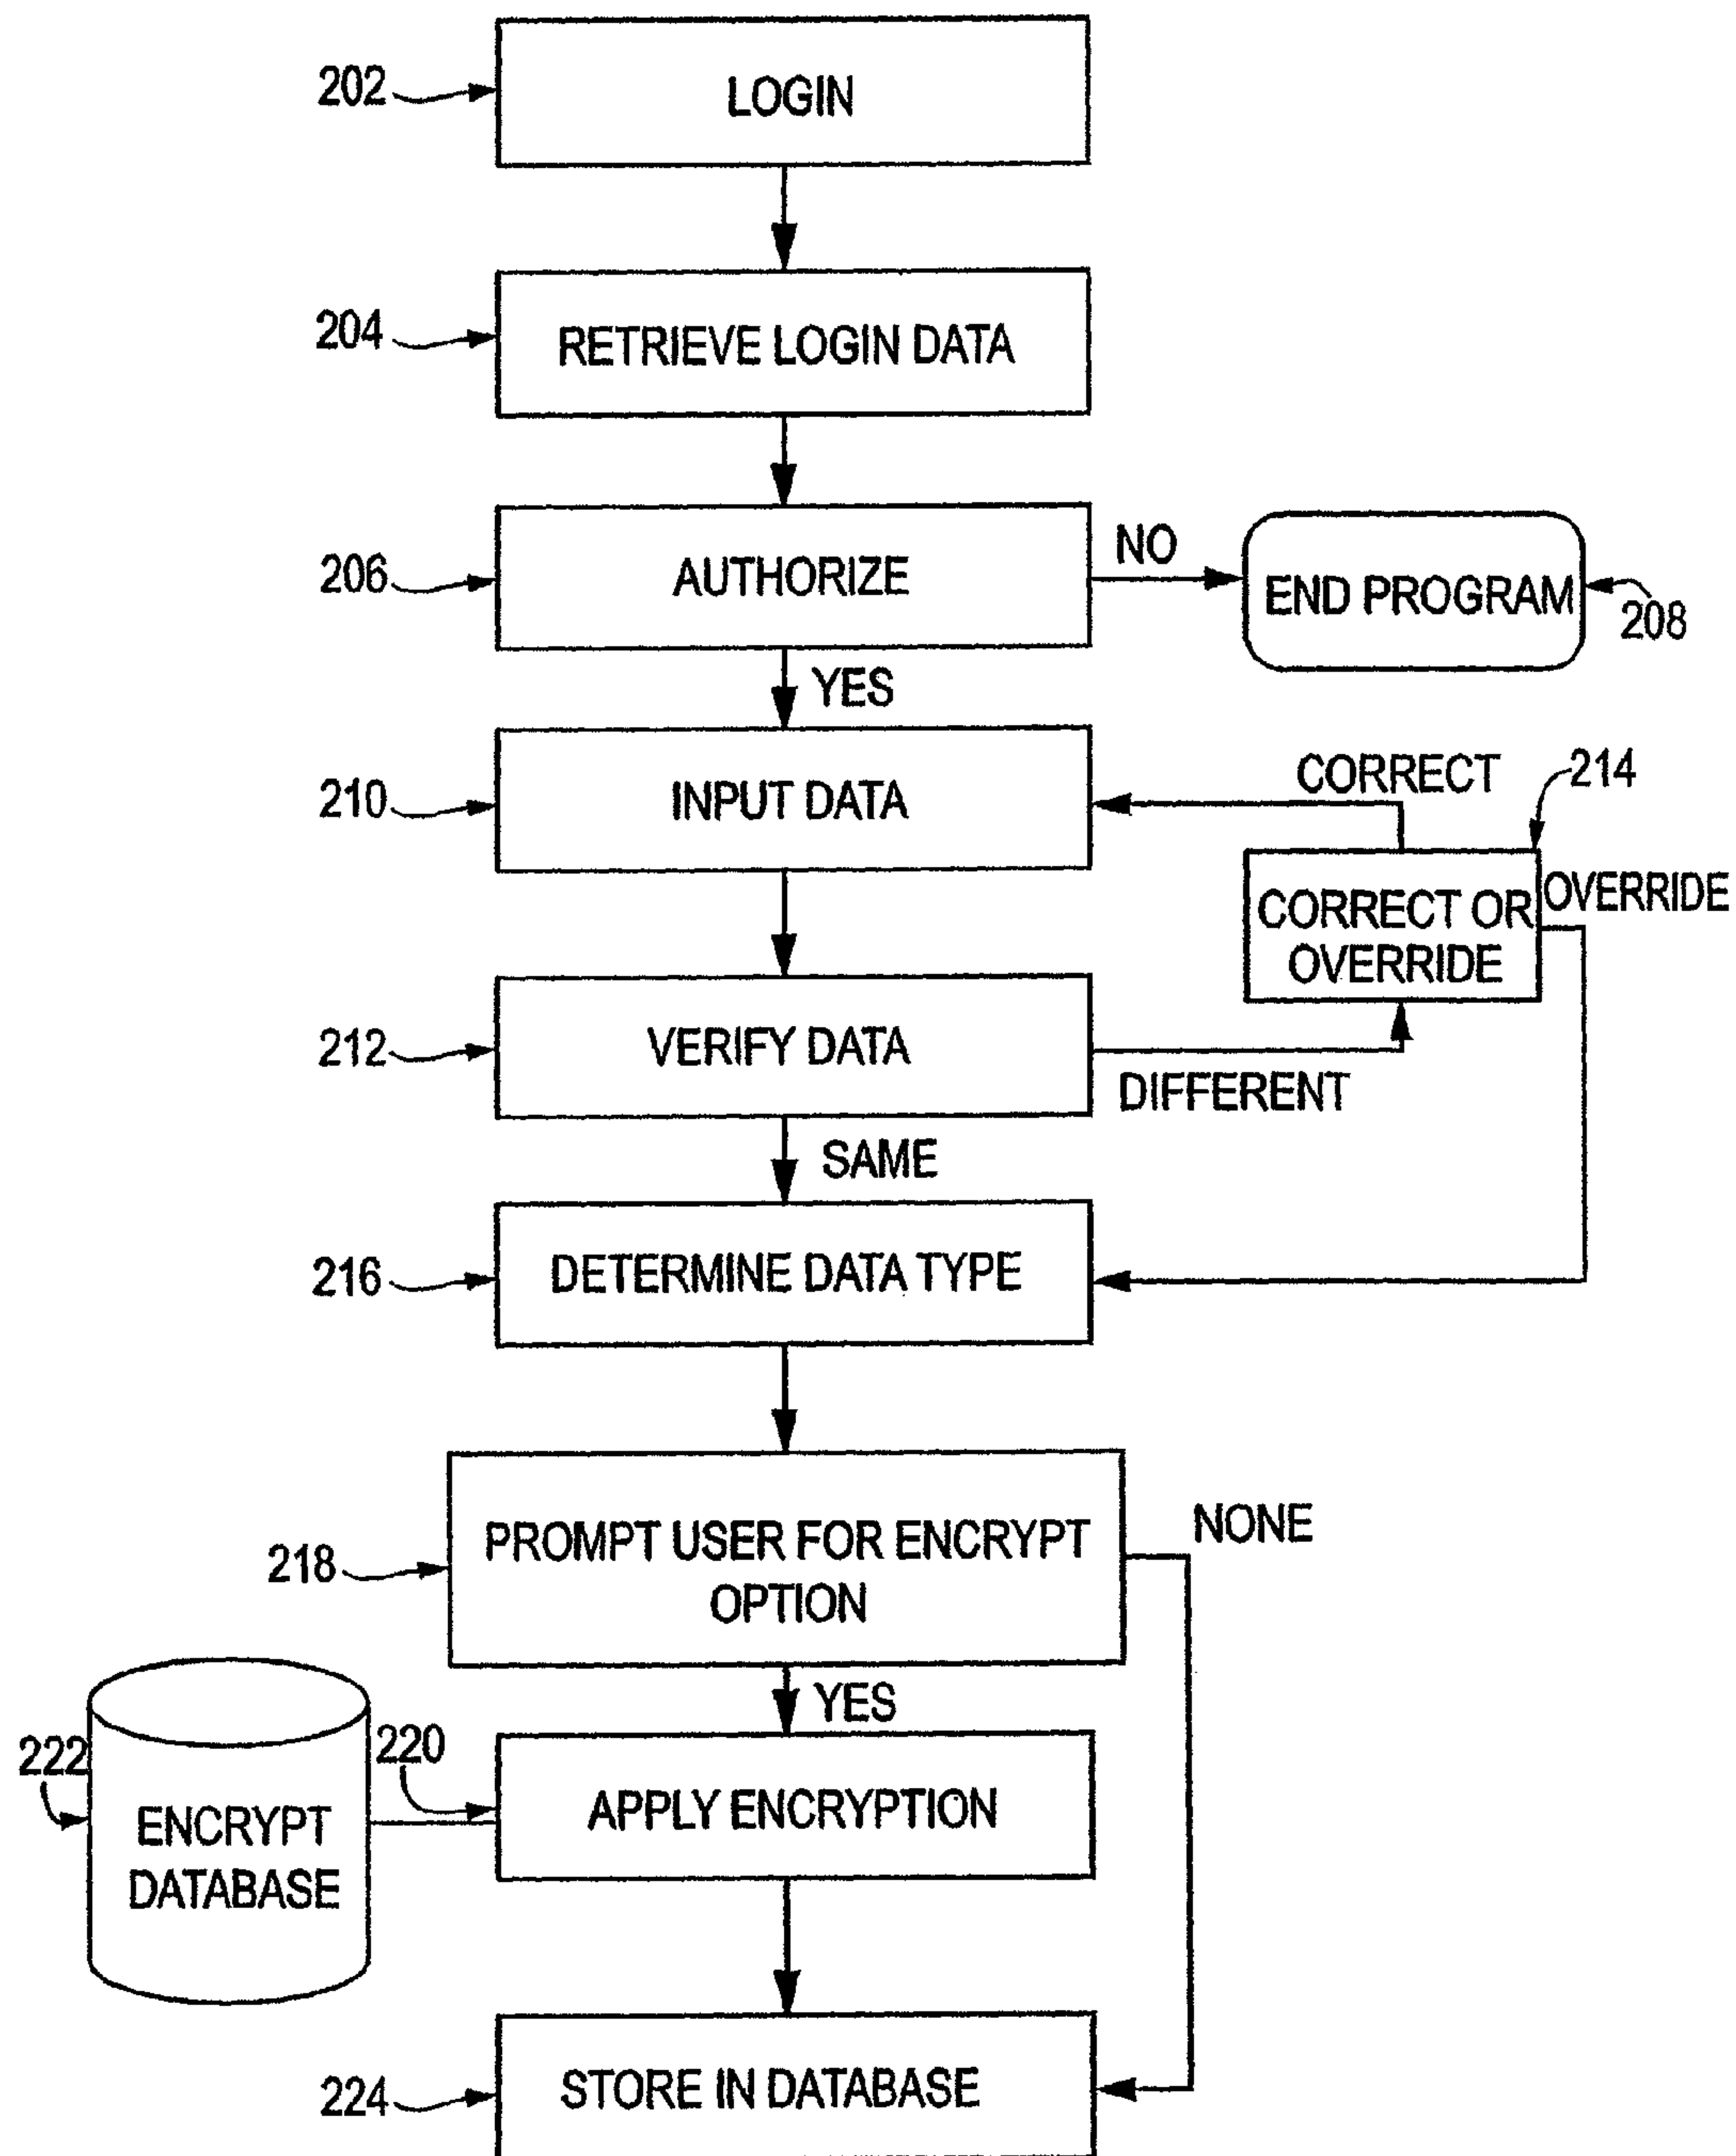 202
LOGIN
204
RETRIEVE LOGIN DATA
206
AUTHORIZE
NO
END PROGRAM
208
YES
210
INPUT DATA
CORRECT
214
CORRECT OR
OVERRIDE
OVERRIDE
212
VERIFY DATA
DIFFERENT
SAME
216
DETERMINE DATA TYPE
218
PROMPT USER FOR ENCRYPT
OPTION
NONE
YES
222
ENCRYPT
DATABASE
220
APPLY ENCRYPTION
224
STORE IN DATABASE